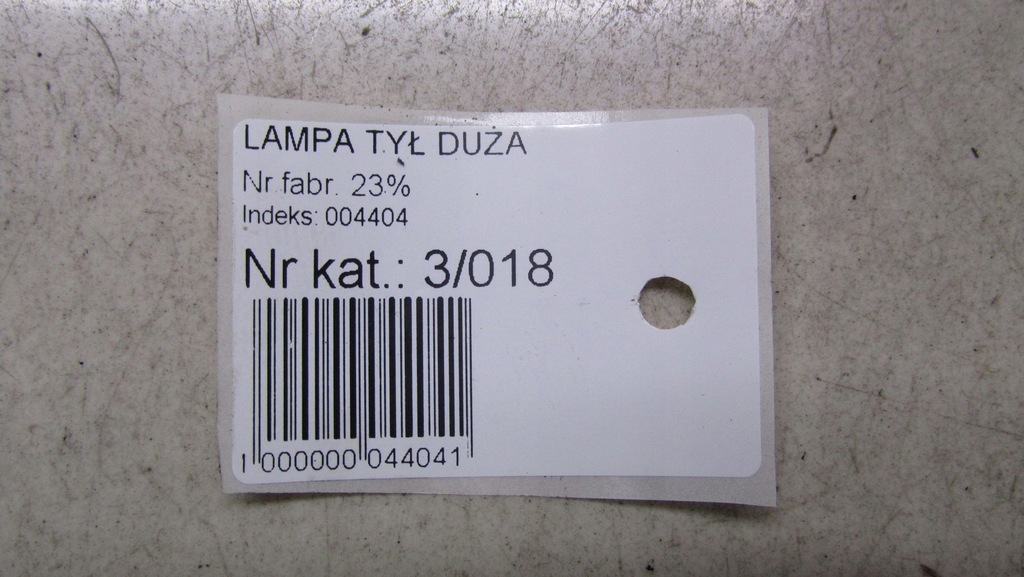 LAMPA TYŁ DUŻA
Nr fabr. 23%
Indeks: 004404
Nr kat.: 3/018
1 000000 044041